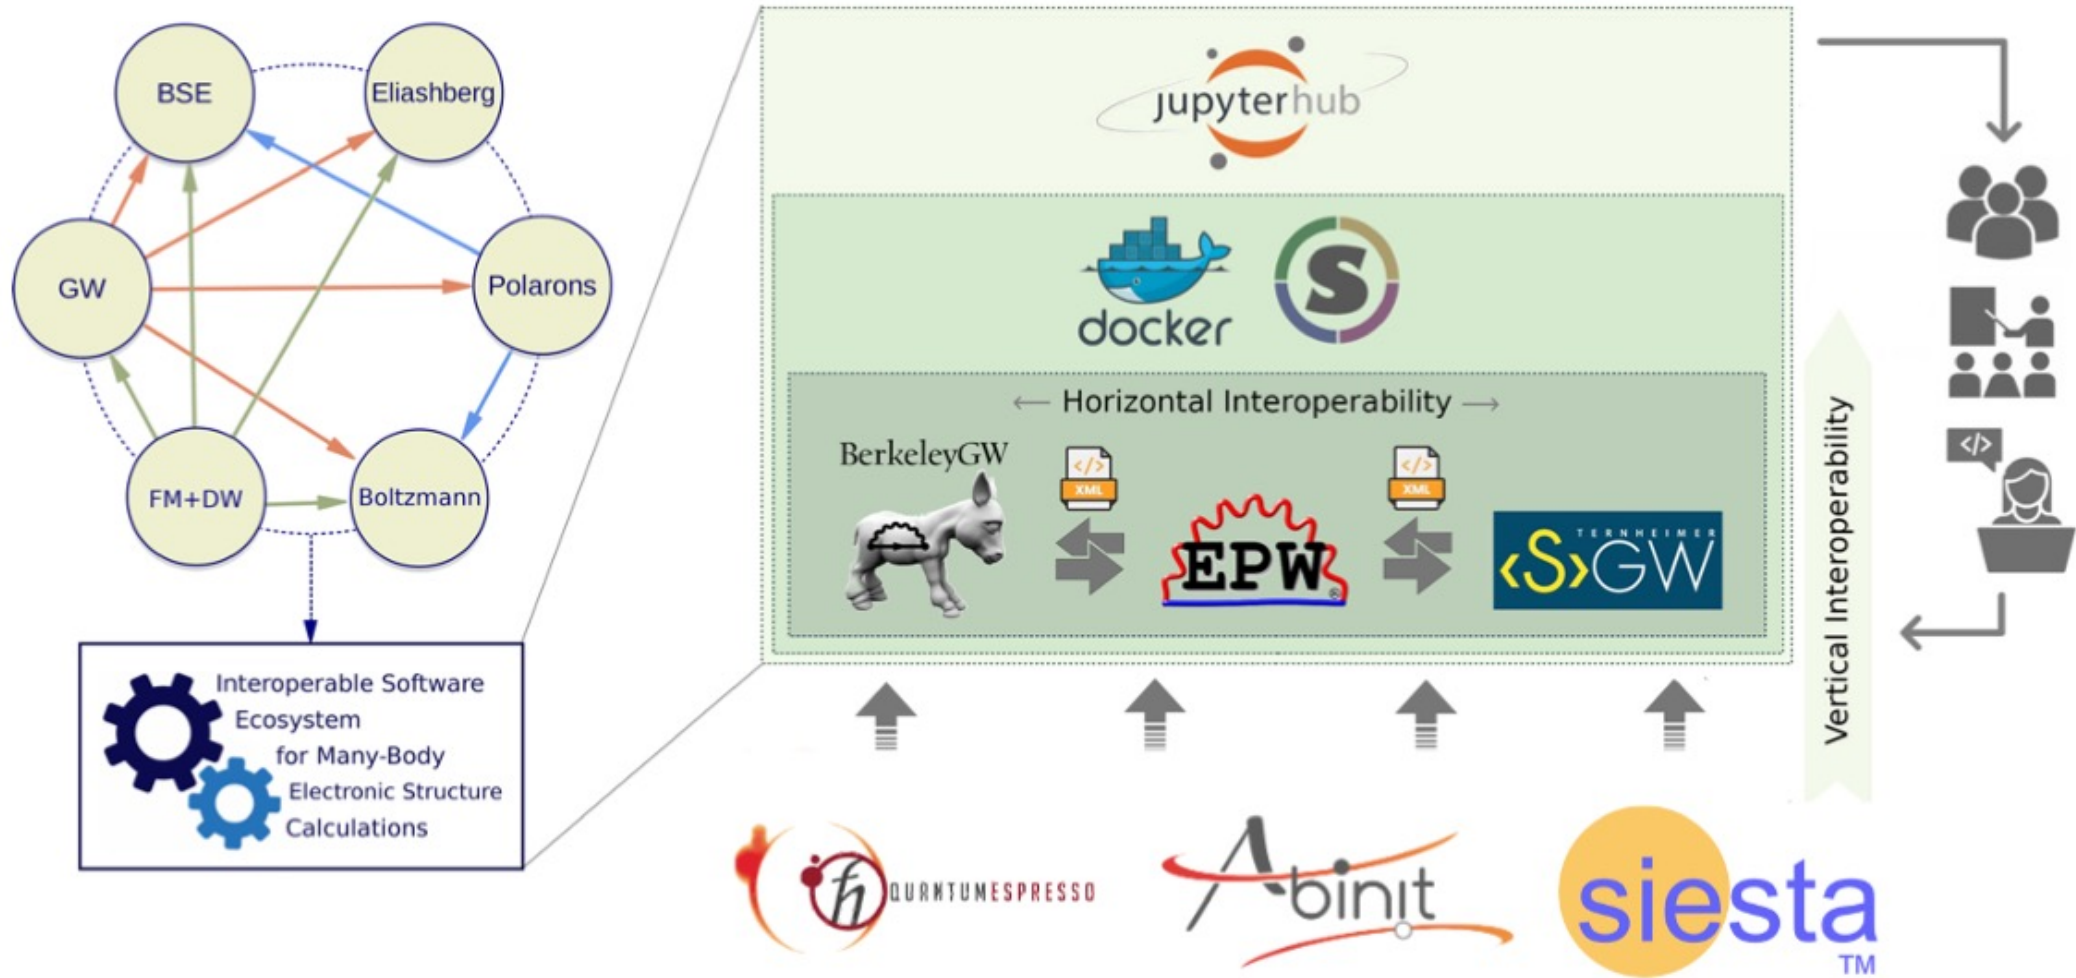 BSE
Eliashberg
GW
Polarons
FM+DW
Boltzmann
Interoperable Software
Ecosystem
for Many-Body
Electronic Structure
Calculations
jupyterhub
docker
S
← Horizontal Interoperability →
BerkeleyGW
</>
XML
</>
XML
EPW
®
TERNHEIMER
<S>GW
Vertical Interoperability
</>
ħ QUANTUMESPRESSO
Abinit
siesta
TM